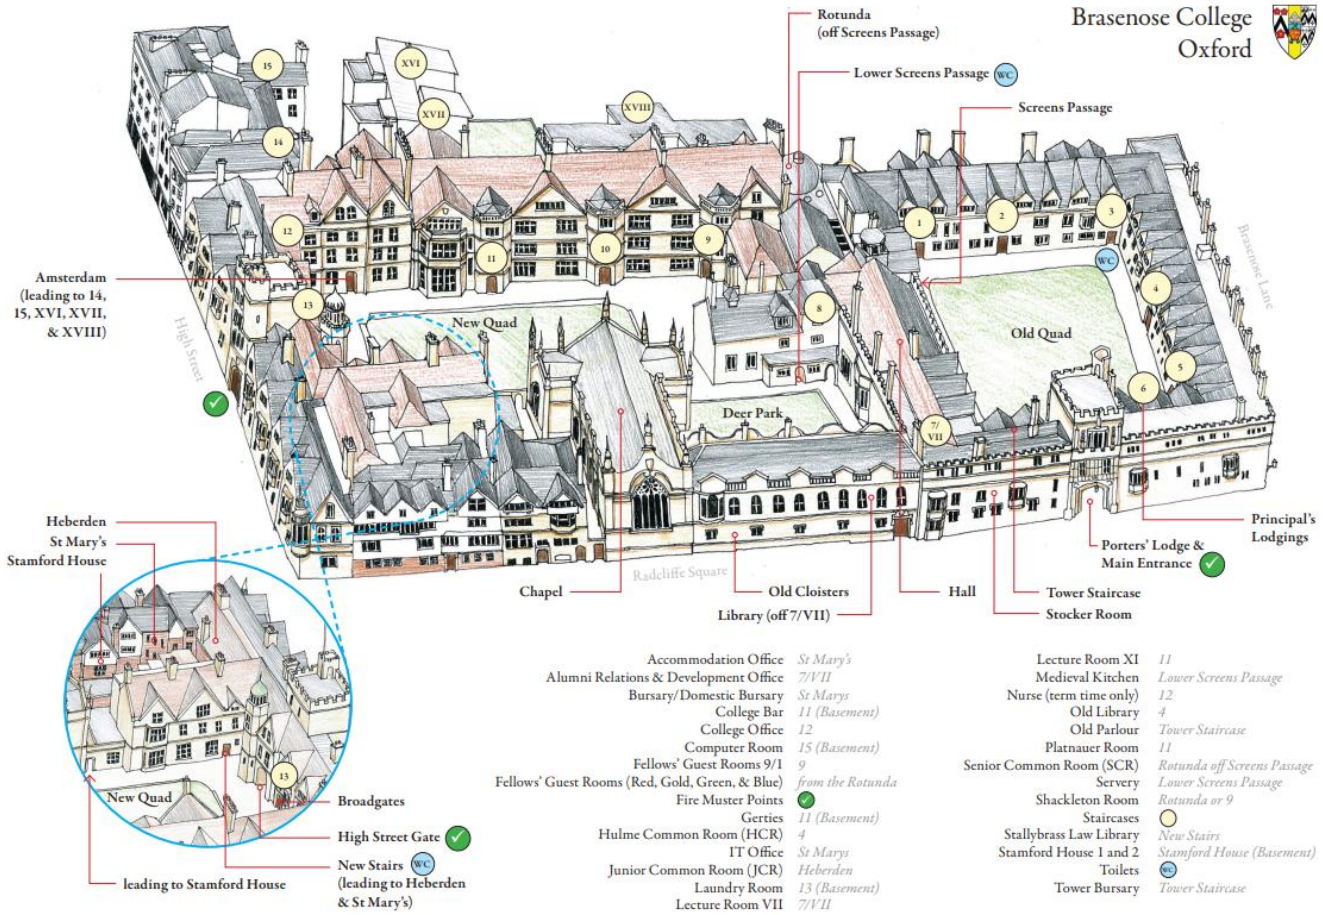 Brasenose College
Oxford
Rotunda
(off Screens Passage)
Lower Screens Passage WC
Screens Passage
15
XVI
XVII
XVIII
14
12
11
10
9
1
2
3
WC
4
5
6
13
8
7/
VII
Amsterdam
(leading to 14,
15, XVI, XVII,
& XVIII)
High Street
Brasenose Lane
New Quad
Old Quad
Deer Park
Heberden
St Mary's
Stamford House
Chapel
Radcliffe Square
Old Cloisters
Library (off 7/VII)
Hall
Tower Staircase
Stocker Room
Porters' Lodge &
Main Entrance
Principal's
Lodgings
13
New Quad
Broadgates
High Street Gate
New Stairs WC
(leading to Heberden
& St Mary's)
leading to Stamford House
Accommodation Office St Mary's
Alumni Relations & Development Office 7/VII
Bursary/Domestic Bursary St Marys
College Bar 11 (Basement)
College Office 12
Computer Room 15 (Basement)
Fellows' Guest Rooms 9/1 9
Fellows' Guest Rooms (Red, Gold, Green, & Blue) from the Rotunda
Fire Muster Points
Gerties 11 (Basement)
Hulme Common Room (HCR) 4
IT Office St Marys
Junior Common Room (JCR) Heberden
Laundry Room 13 (Basement)
Lecture Room VII 7/VII
Lecture Room XI 11
Medieval Kitchen Lower Screens Passage
Nurse (term time only) 12
Old Library 4
Old Parlour Tower Staircase
Platnauer Room 11
Senior Common Room (SCR) Rotunda off Screens Passage
Servery Lower Screens Passage
Shackleton Room Rotunda or 9
Staircases
Stallybrass Law Library New Stairs
Stamford House 1 and 2 Stamford House (Basement)
Toilets WC
Tower Bursary Tower Staircase